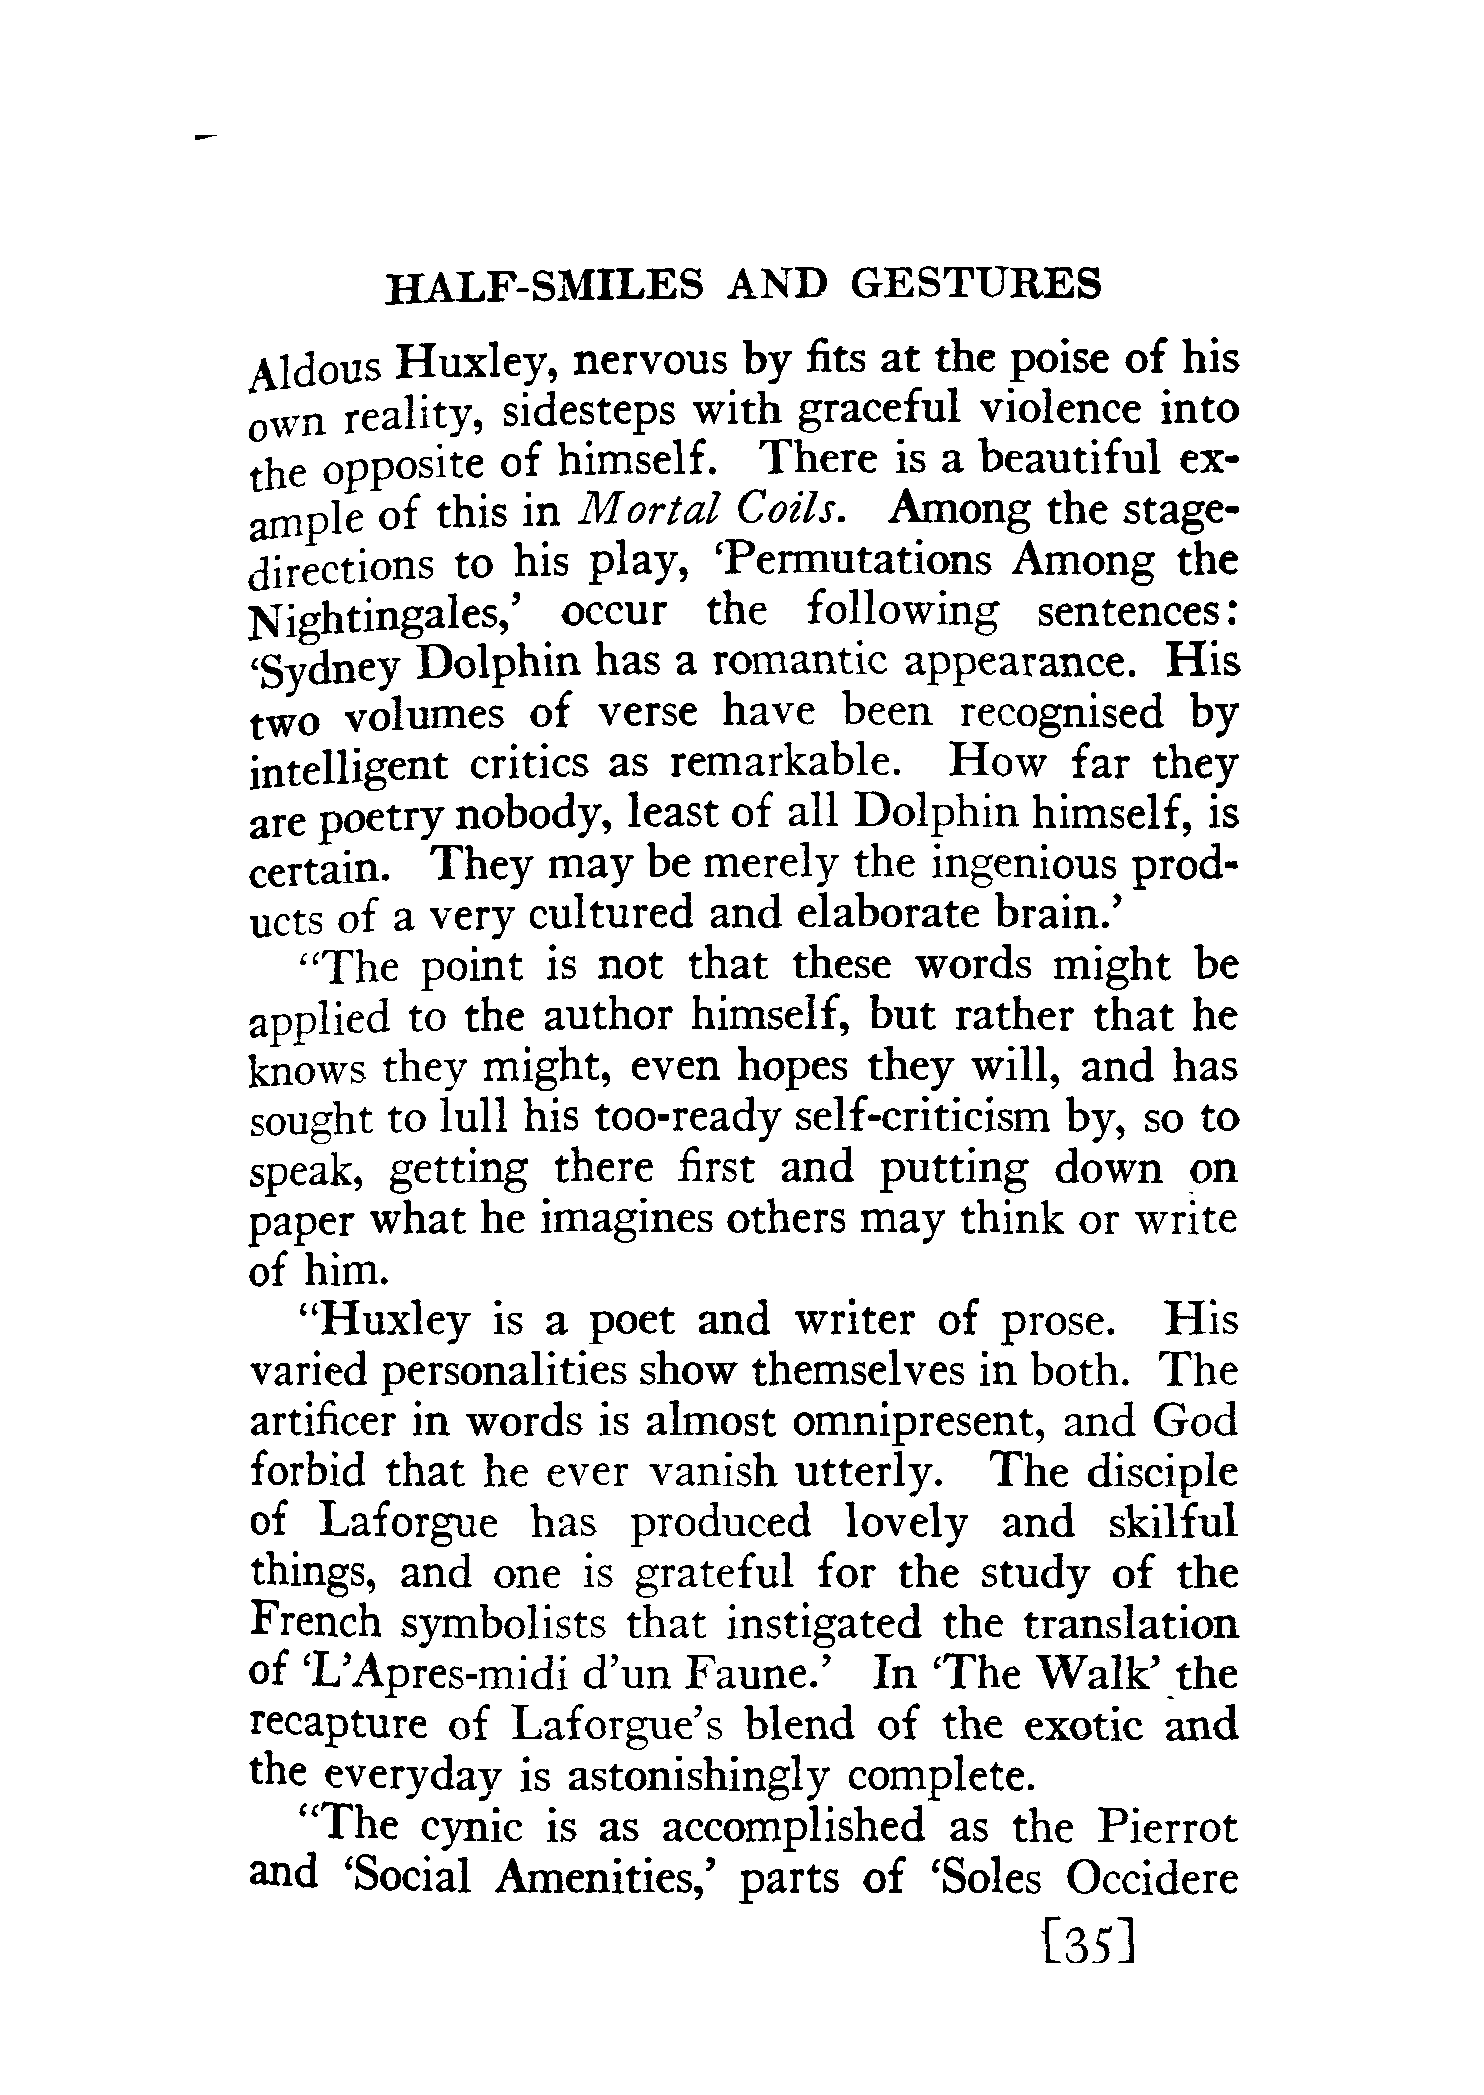 HALF-SMILES AND GESTURES
Aldous Huxley, nervous by fits at the poise of his
own reality, sidesteps with graceful violence into
the opposite of himself. There is a beautiful ex-
ample of this in Mortal Coils. Among the stage-
directions to his play, ‘Permutations Among the
Nightingales,’ occur the following sentences:
‘Sydney Dolphin has a romantic appearance. His
two volumes of verse have been recognised by
intelligent critics as remarkable. How far they
are poetry nobody, least of all Dolphin himself, is
certain. They may be merely the ingenious prod-
ucts of a very cultured and elaborate brain.’
“The point is not that these words might be
applied to the author himself, but rather that he
knows they might, even hopes they will, and has
sought to lull his too-ready self-criticism by, so to
speak, getting there first and putting down on
paper what he imagines others may think or write
of him.
“Huxley is a poet and writer of prose. His
varied personalities show themselves in both. The
artificer in words is almost omnipresent, and God
forbid that he ever vanish utterly. The disciple
of Laforgue has produced lovely and skilful
things, and one is grateful for the study of the
French symbolists that instigated the translation
of ‘L’Apres-midi d’un Faune.’ In ‘The Walk’ the
recapture of Laforgue’s blend of the exotic and
the everyday is astonishingly complete.
“The cynic is as accomplished as the Pierrot
and ‘Social Amenities,’ parts of ‘Soles Occidere
[35]